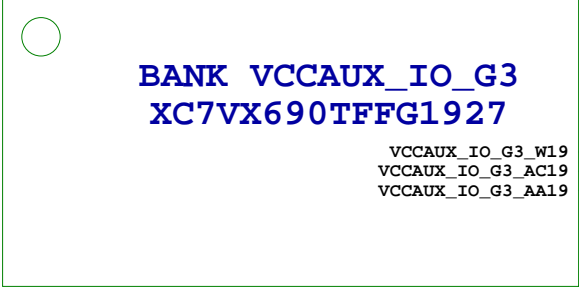 BANK VCCAUX_IO_G3
XC7VX690TFFG1927
VCCAUX_IO_G3_W19
VCCAUX_IO_G3_AC19
VCCAUX_IO_G3_AA19